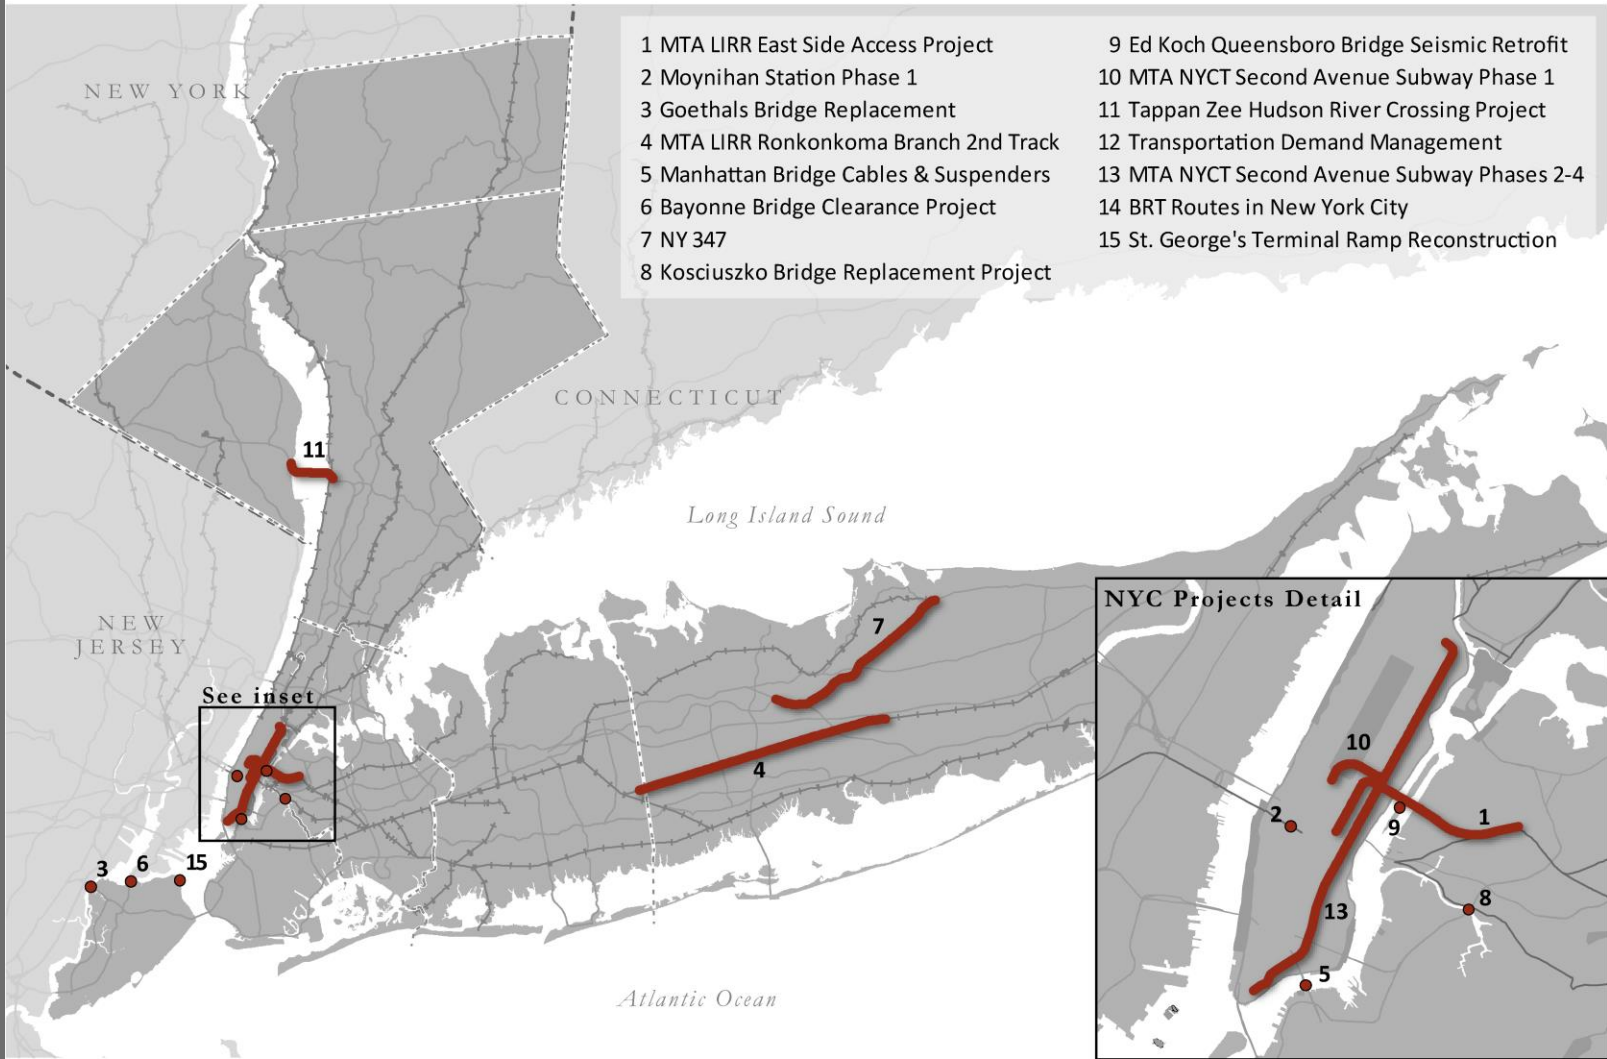 1 MTA LIRR East Side Access Project
2 Moynihan Station Phase 1
3 Goethals Bridge Replacement
4 MTA LIRR Ronkonkoma Branch 2nd Track
5 Manhattan Bridge Cables & Suspenders
6 Bayonne Bridge Clearance Project
7 NY 347
8 Kosciuszko Bridge Replacement Project
9 Ed Koch Queensboro Bridge Seismic Retrofit
10 MTA NYCT Second Avenue Subway Phase 1
11 Tappan Zee Hudson River Crossing Project
12 Transportation Demand Management
13 MTA NYCT Second Avenue Subway Phases 2-4
14 BRT Routes in New York City
15 St. George's Terminal Ramp Reconstruction
NEW YORK
CONNECTICUT
11
Long Island Sound
NEW
JERSEY
7
See inset
4
3
6
15
Atlantic Ocean
NYC Projects Detail
10
2
9
1
8
13
5